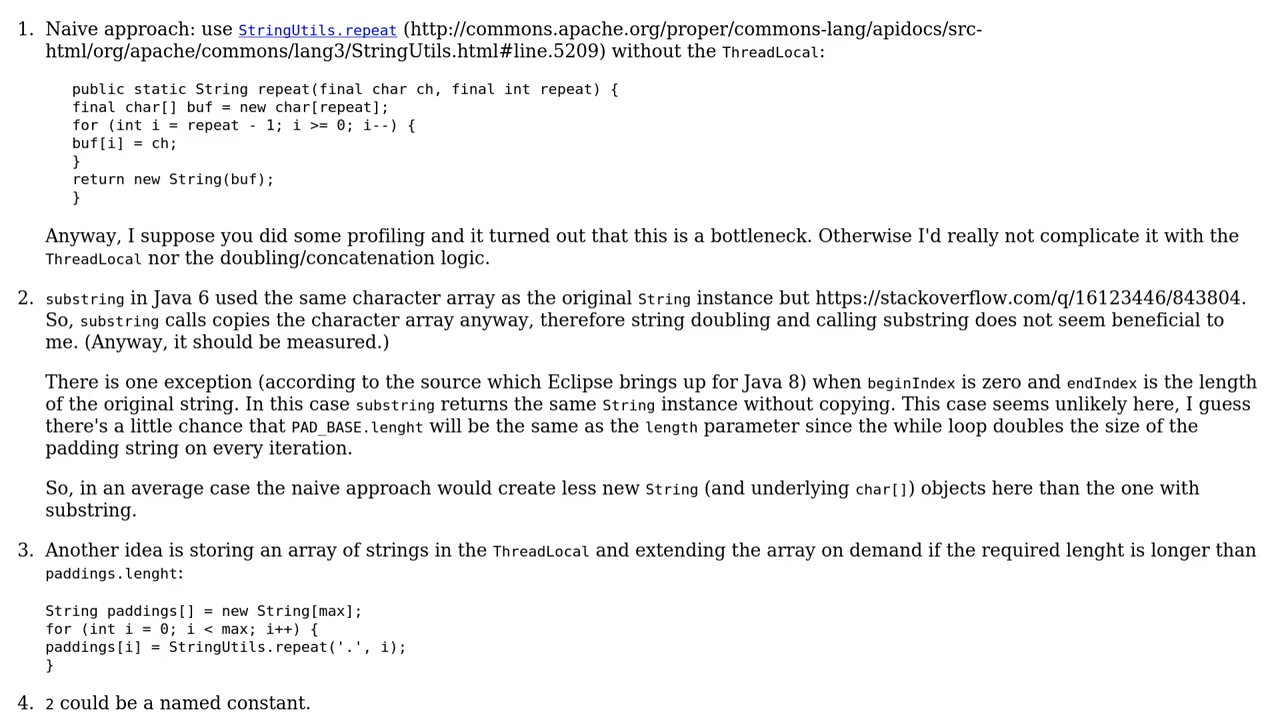 1. Naive approach: use StringUtils.repeat (http://commons.apache.org/proper/commons-lang/apidocs/src-
html/org/apache/commons/lang3/StringUtils.html#line.5209) without the ThreadLocal:
public static String repeat(final char ch, final int repeat) {
final char[] buf = new char[repeat];
for (int i = repeat - 1; i >= 0; i--) {
buf[i] = ch;
}
return new String(buf);
}
Anyway, I suppose you did some profiling and it turned out that this is a bottleneck. Otherwise I'd really not complicate it with the
ThreadLocal nor the doubling/concatenation logic.
2. substring in Java 6 used the same character array as the original String instance but https://stackoverflow.com/q/16123446/843804.
So, substring calls copies the character array anyway, therefore string doubling and calling substring does not seem beneficial to
me. (Anyway, it should be measured.)
There is one exception (according to the source which Eclipse brings up for Java 8) when beginIndex is zero and endIndex is the length
of the original string. In this case substring returns the same String instance without copying. This case seems unlikely here, I guess
there's a little chance that PAD_BASE.lenght will be the same as the length parameter since the while loop doubles the size of the
padding string on every iteration.
So, in an average case the naive approach would create less new String (and underlying char[]) objects here than the one with
substring.
3. Another idea is storing an array of strings in the ThreadLocal and extending the array on demand if the required lenght is longer than
paddings.lenght:
String paddings[] = new String[max];
for (int i = 0; i < max; i++) {
paddings[i] = StringUtils.repeat('.', i);
}
4. 2 could be a named constant.